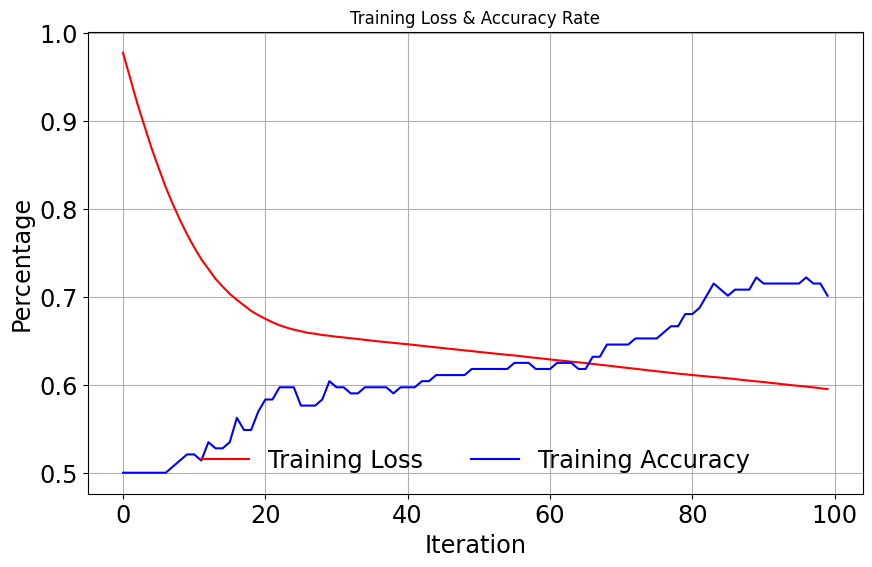 Training Loss & Accuracy Rate
1.0
0.9
0.8
0.7
0.6
0.5
Percentage
Training Loss Training Accuracy
0 20 40 60 80 100
Iteration